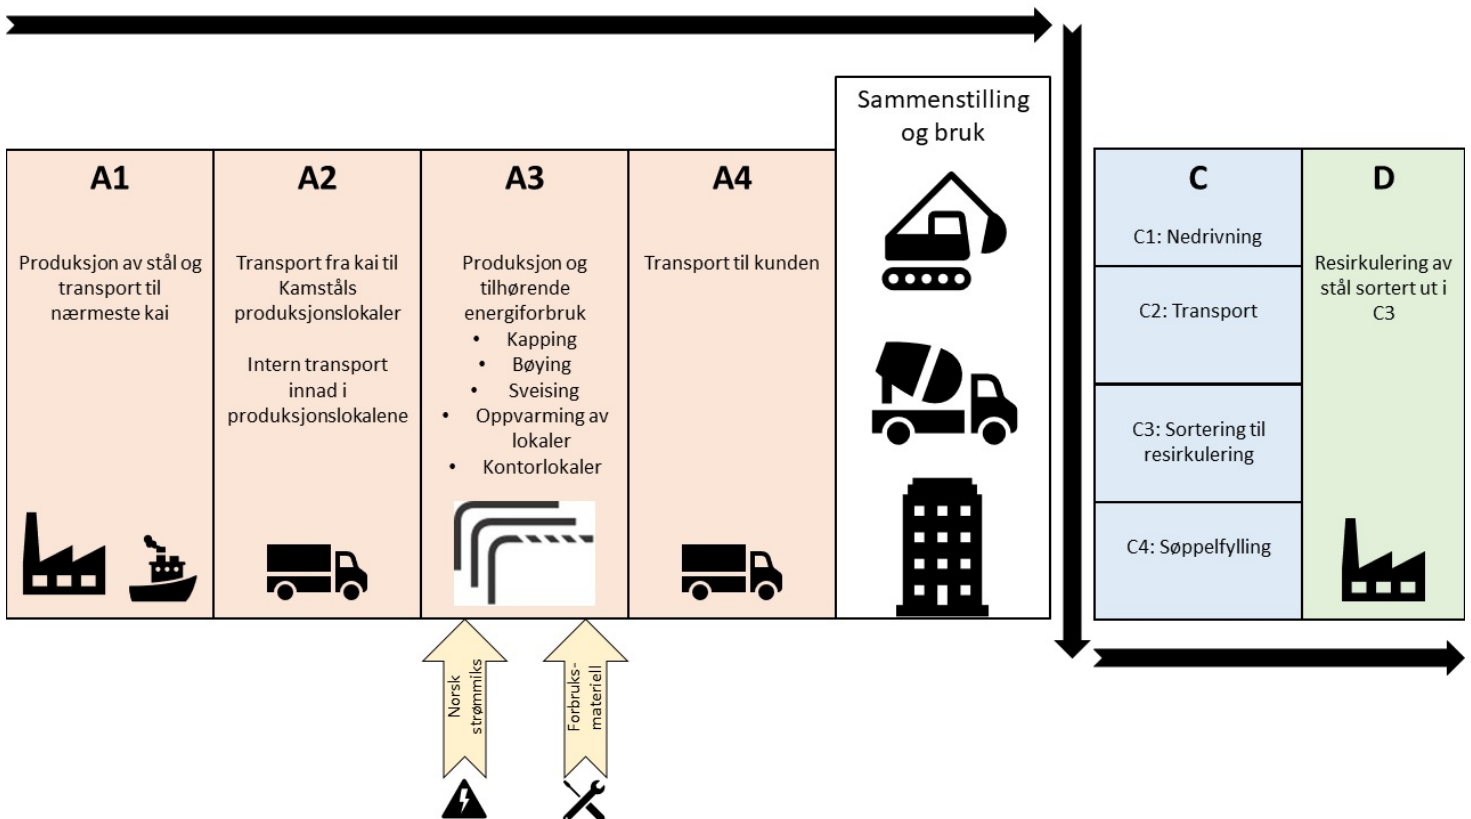 A1
Produksjon av stål og
transport til
nærmeste kai
A2
Transport fra kai til
Kamståls
produksjonslokaler
Intern transport
innad i
produksjonslokalene
A3
Produksjon og
tilhørende
energiforbruk
• Kapping
• Bøying
• Sveising
• Oppvarming av
lokaler
• Kontorlokaler
A4
Transport til kunden
Sammenstilling
og bruk
C
C1: Nedrivning
C2: Transport
C3: Sortering til
resirkulering
C4: Søppelfylling
D
Resirkulering av
stål sortert ut i
C3
Norsk
strømmiks
Forbruks-
materiell